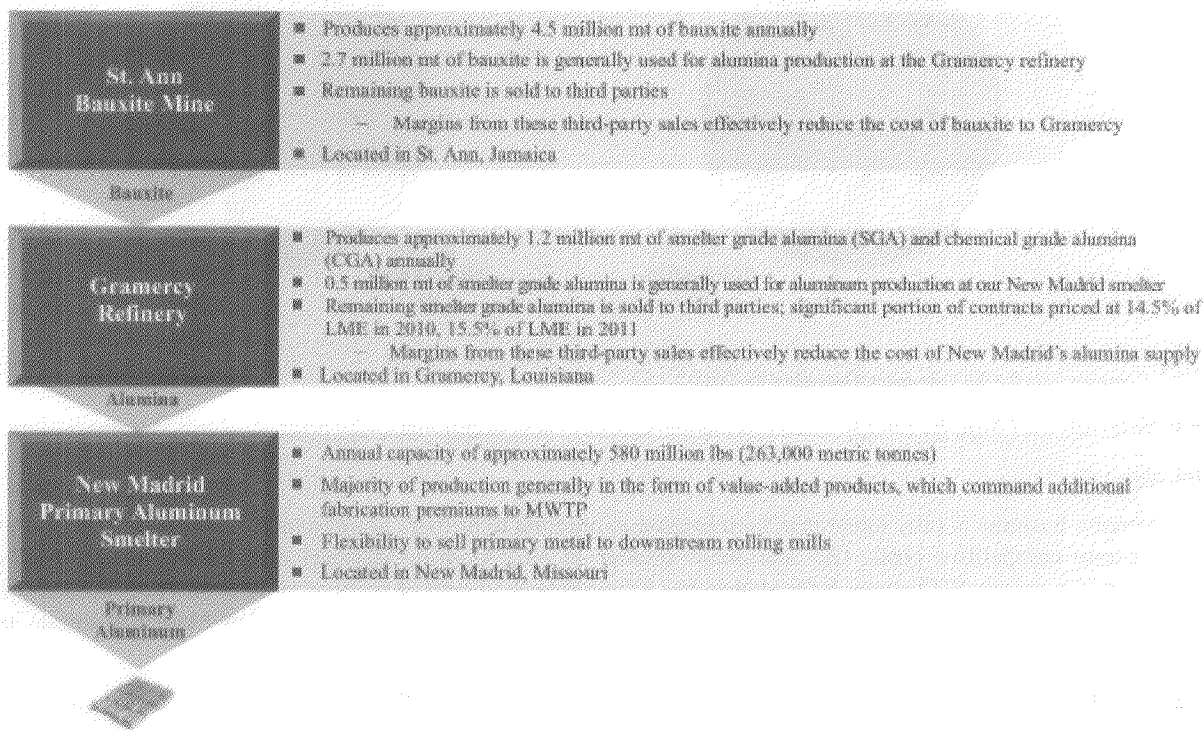 St. Ann
Bauxite Mine
■ Produces approximately 4.5 million mt of bauxite annually
■ 2.7 million mt of bauxite is generally used for alumina production at the Gramercy refinery
■ Remaining bauxite is sold to third parties
– Margins from these third-party sales effectively reduce the cost of bauxite to Gramercy
■ Located in St. Ann, Jamaica
Bauxite
Gramercy
Refinery
■ Produces approximately 1.2 million mt of smelter grade alumina (SGA) and chemical grade alumina
(CGA) annually
■ 0.5 million mt of smelter grade alumina is generally used for aluminum production at our New Madrid smelter
■ Remaining smelter grade alumina is sold to third parties; significant portion of contracts priced at 14.5% of
LME in 2010, 15.5% of LME in 2011
– Margins from these third-party sales effectively reduce the cost of New Madrid's alumina supply
■ Located in Gramercy, Louisiana
Alumina
New Madrid
Primary Aluminum
Smelter
■ Annual capacity of approximately 580 million lbs (263,000 metric tonnes)
■ Majority of production generally in the form of value-added products, which command additional
fabrication premiums to MWTP
■ Flexibility to sell primary metal to downstream rolling mills
■ Located in New Madrid, Missouri
Primary
Aluminum